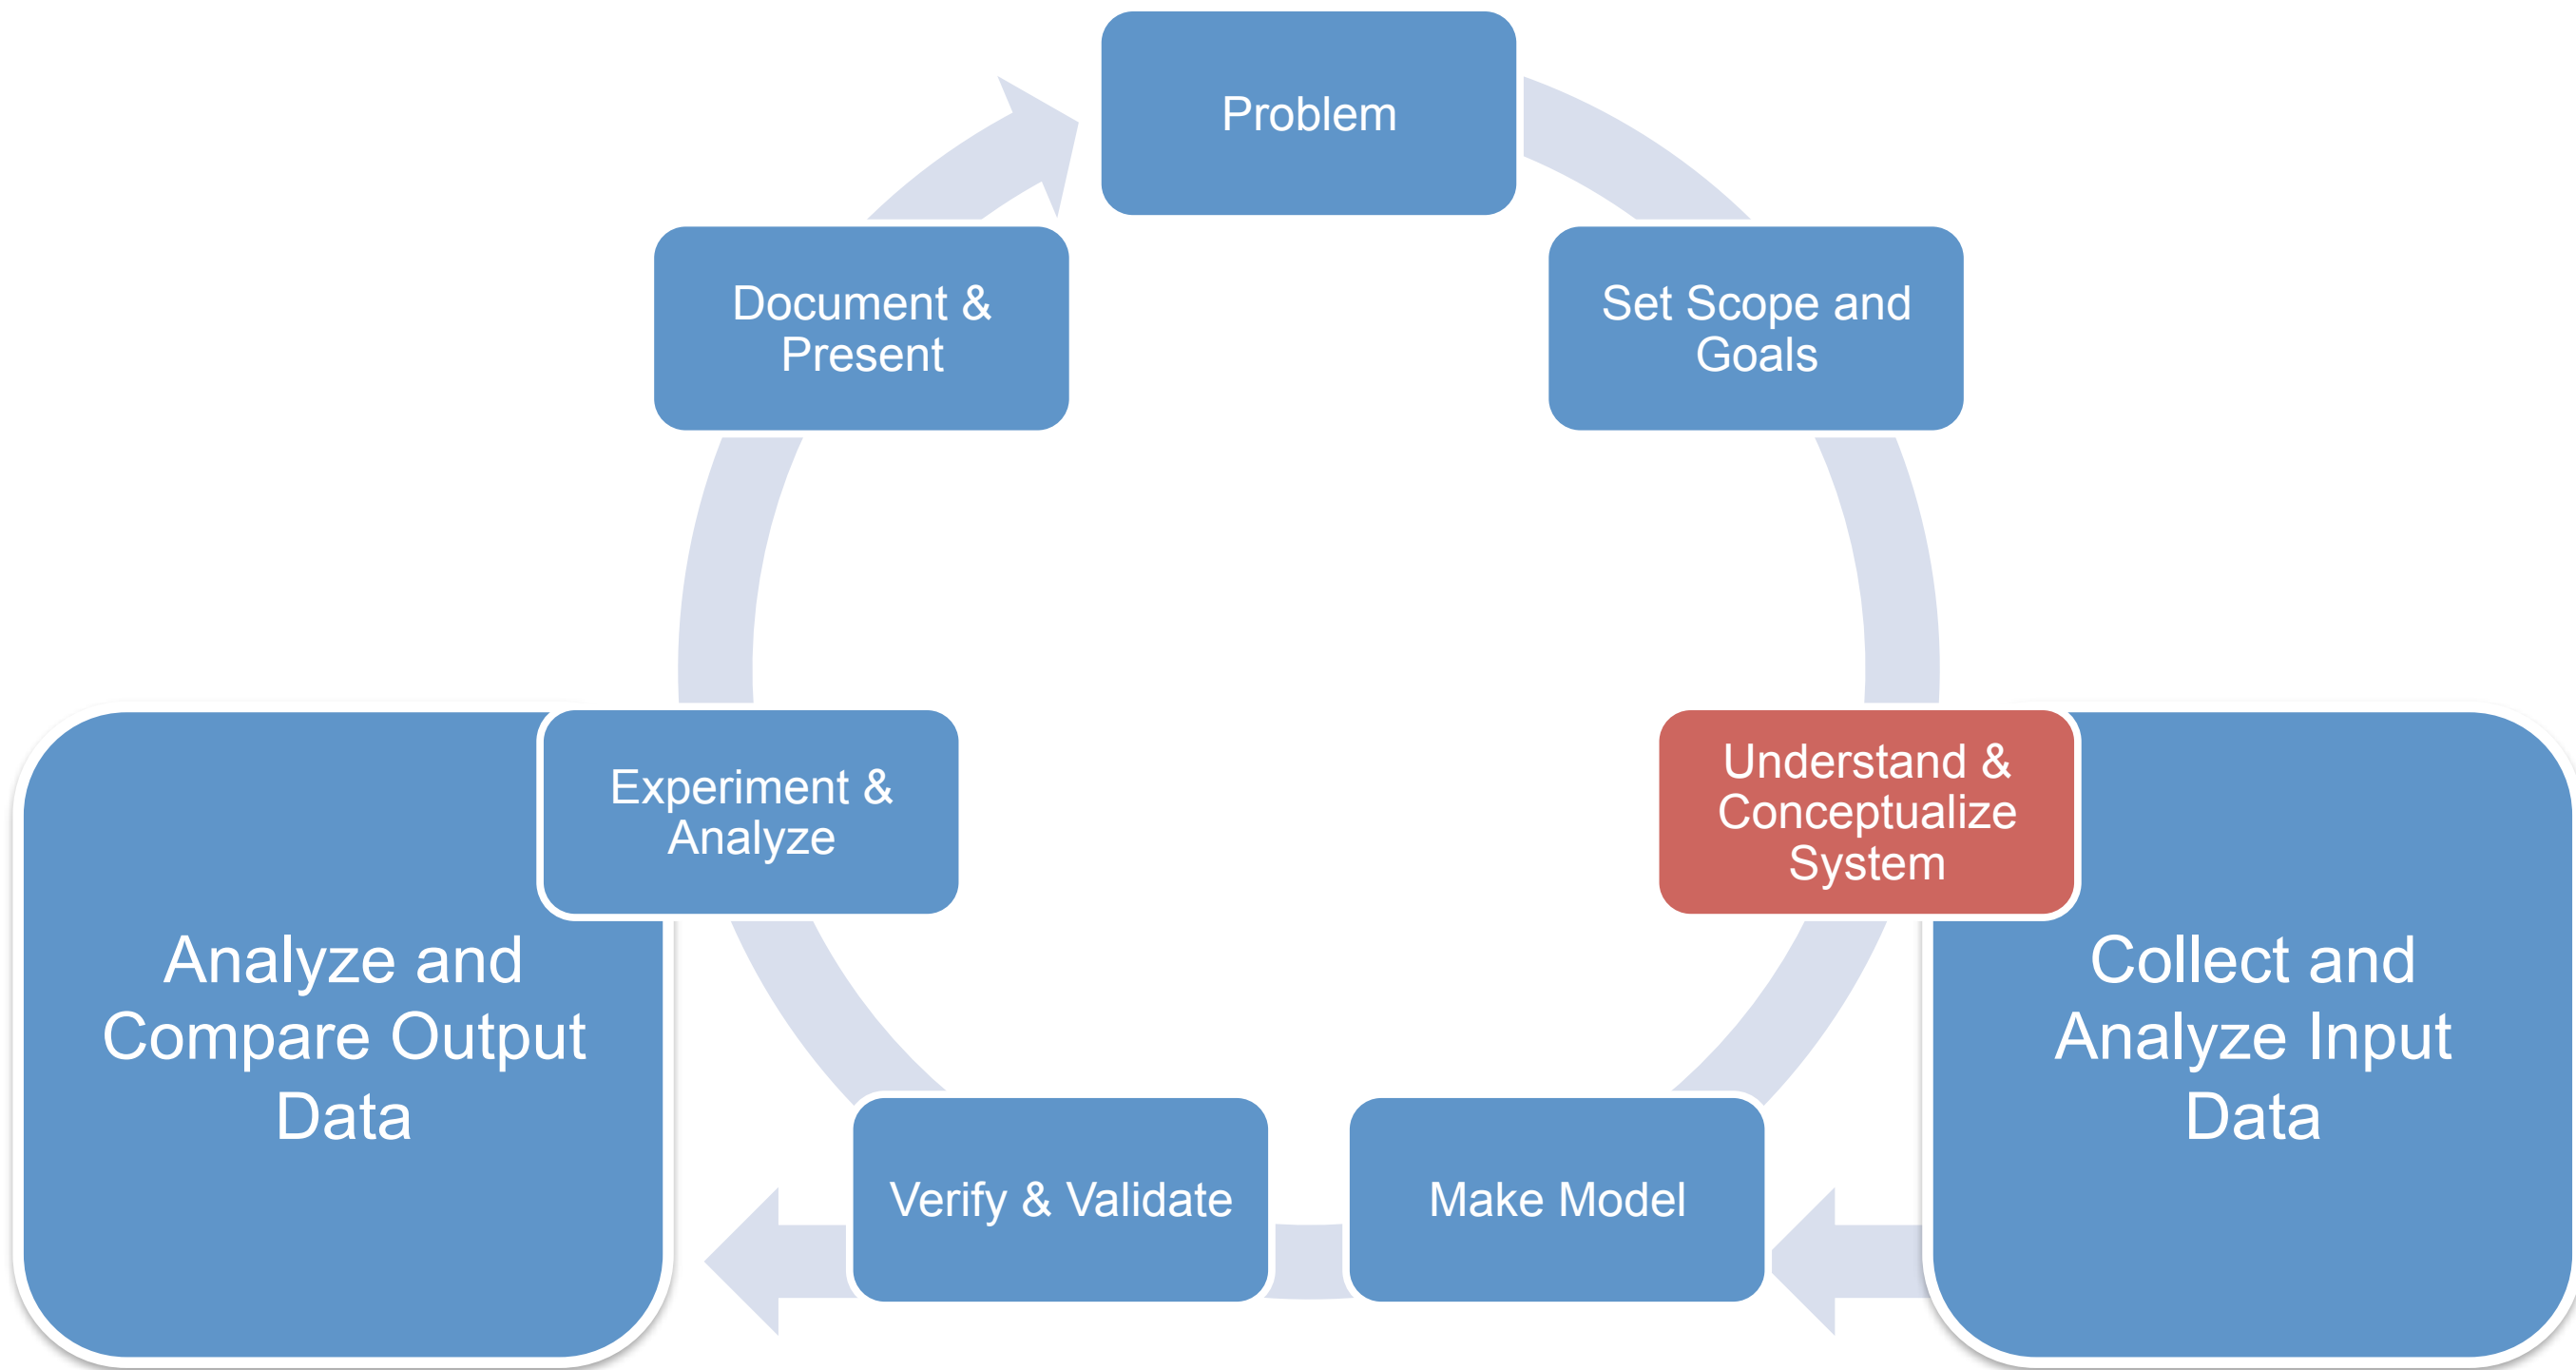 Problem
Set Scope and
Goals
Understand &
Conceptualize
System
Collect and
Analyze Input
Data
Make Model
Verify & Validate
Experiment &
Analyze
Analyze and
Compare Output
Data
Document &
Present